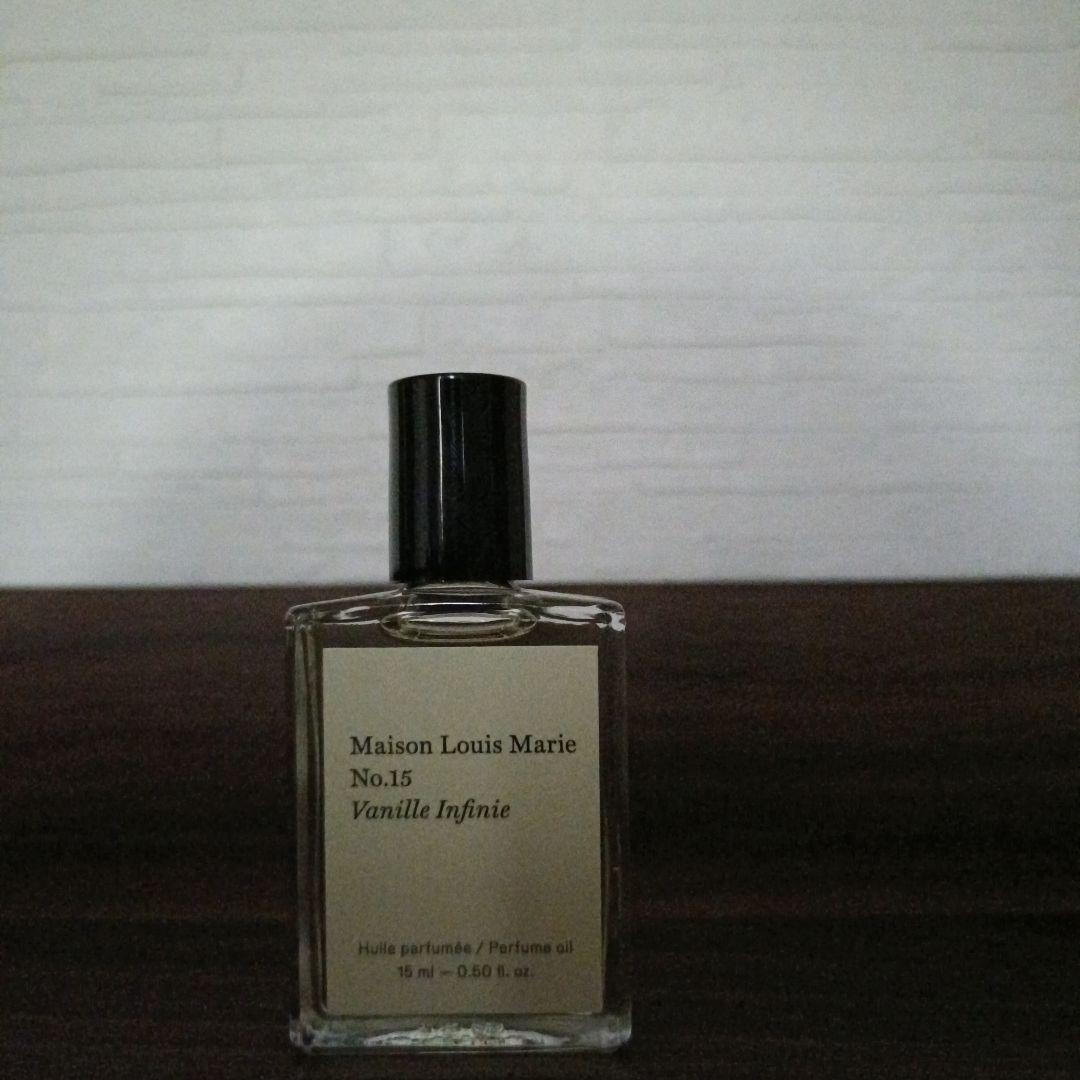 Maison Louis Marie
No.15
Vanille Infinie
Huile parfumée / Perfume oil
15 ml – 0.50 fl. oz.